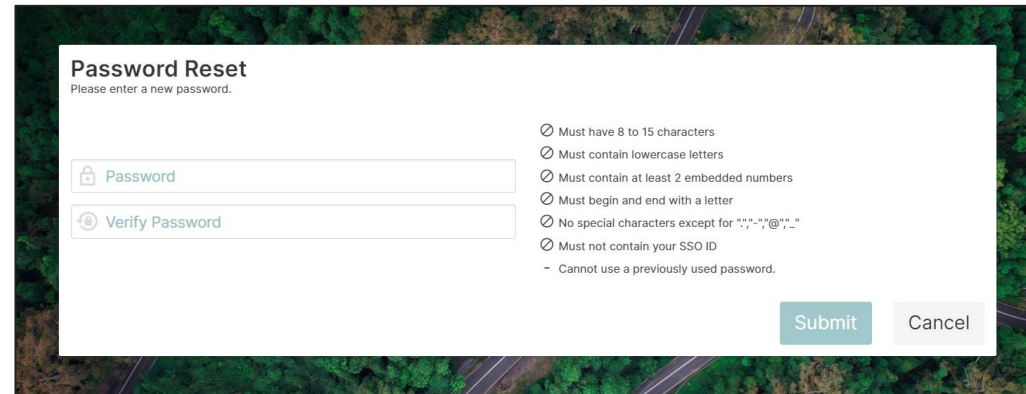 Password Reset
Please enter a new password.
Password
Verify Password
Must have 8 to 15 characters
Must contain lowercase letters
Must contain at least 2 embedded numbers
Must begin and end with a letter
No special characters except for ".","-","@","_"
Must not contain your SSO ID
- Cannot use a previously used password.
Submit
Cancel